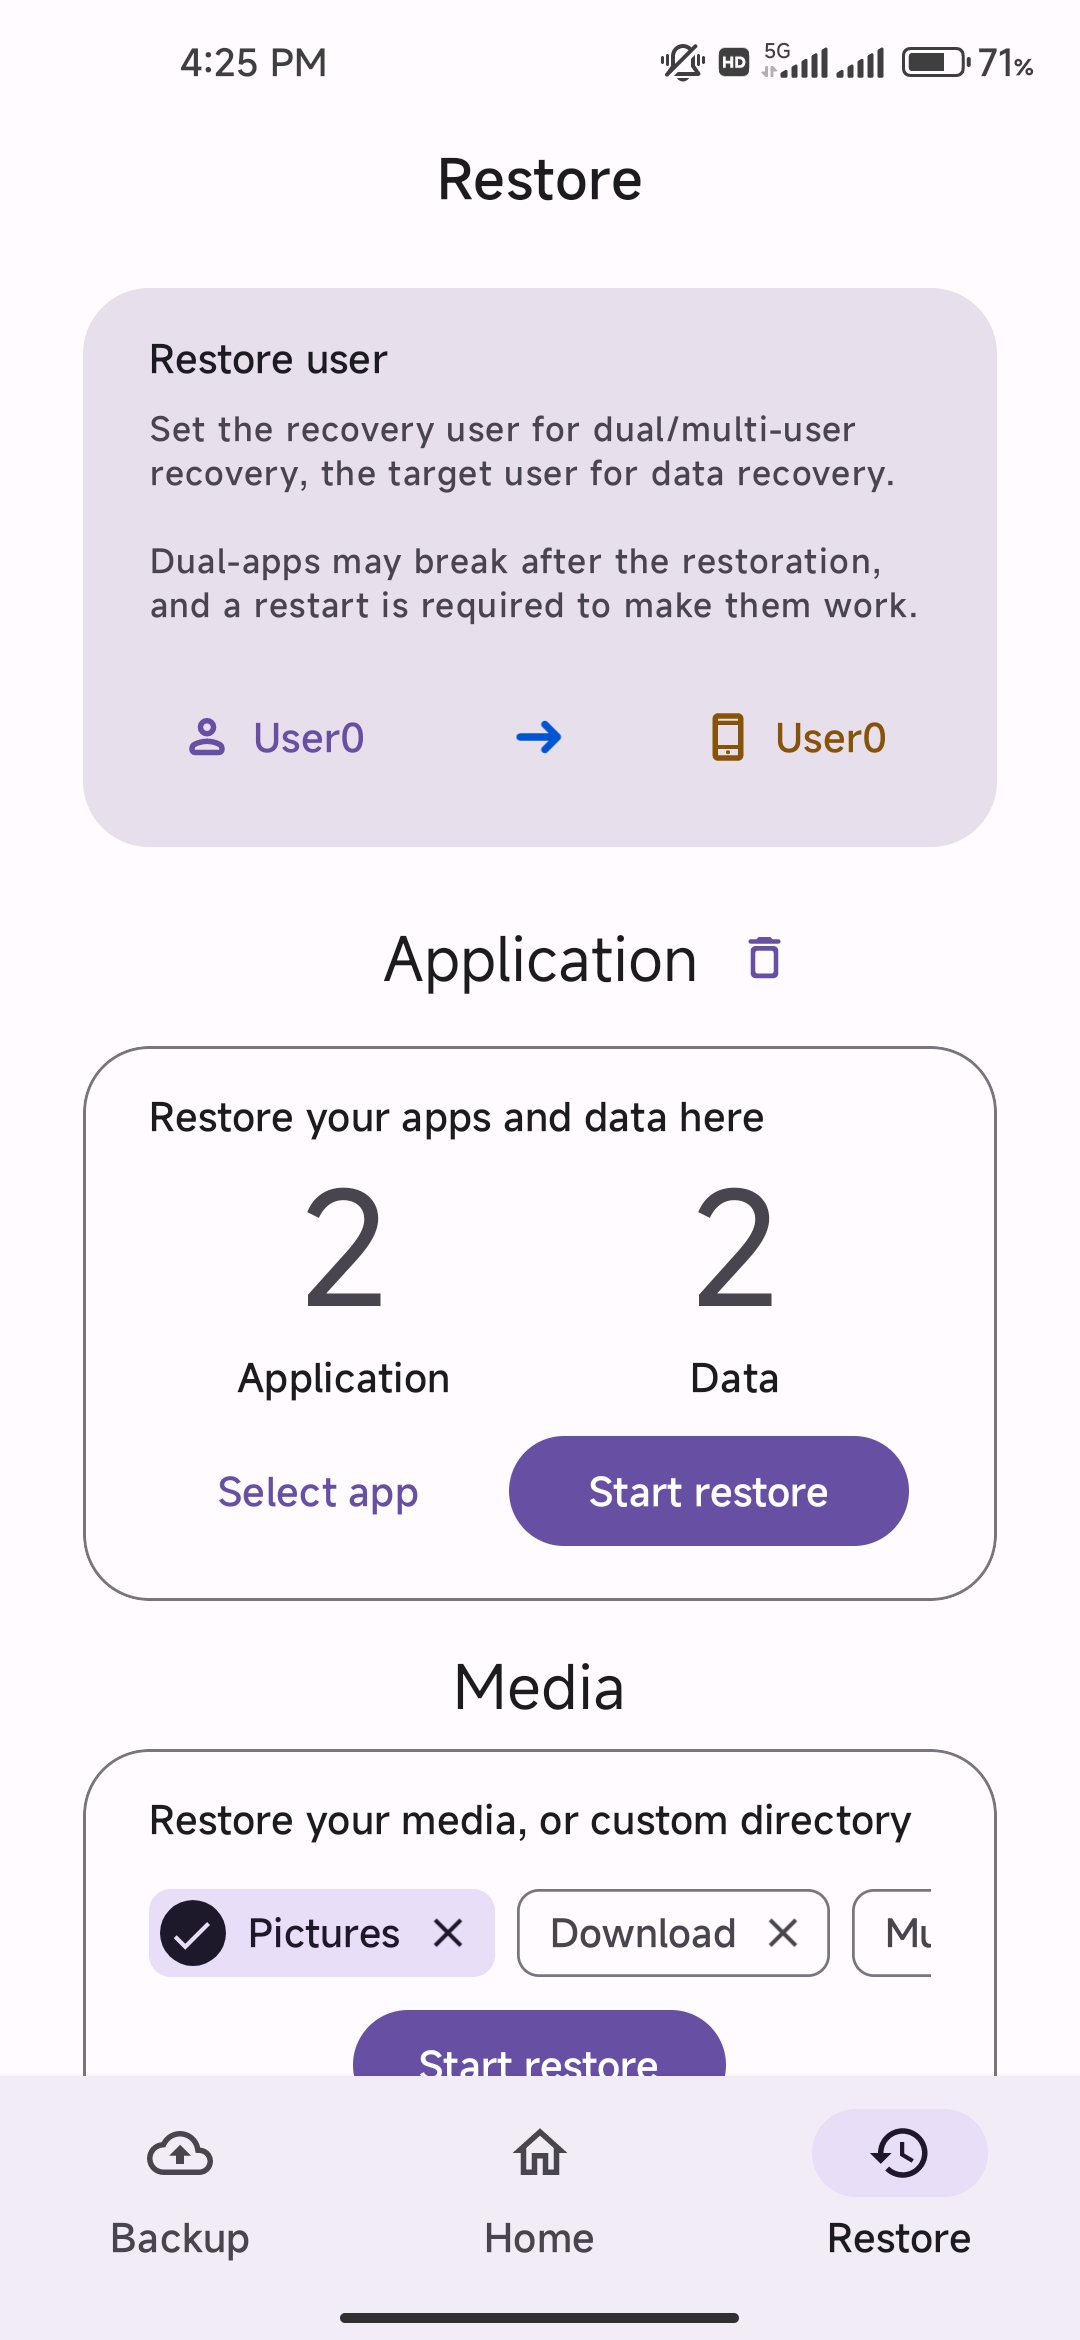 4:25 PM
HD 5G 71%
Restore
Restore user
Set the recovery user for dual/multi-user
recovery, the target user for data recovery.
Dual-apps may break after the restoration,
and a restart is required to make them work.
User0 User0
Application
Restore your apps and data here
2 2
Application Data
Select app Start restore
Media
Restore your media, or custom directory
Pictures Download Mu
Start restore
Backup Home Restore